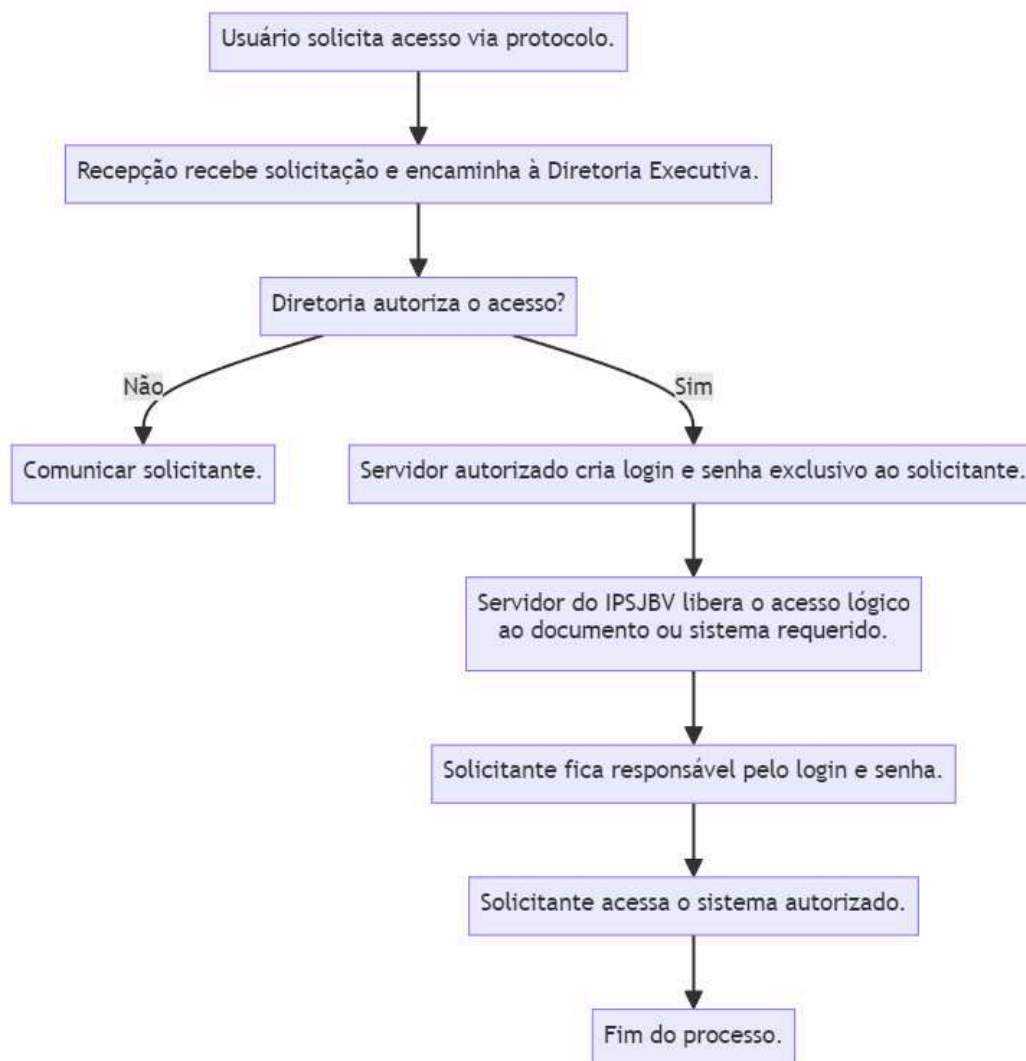 Usuário solicita acesso via protocolo.
Recepção recebe solicitação e encaminha à Diretoria Executiva.
Diretoria autoriza o acesso?
Não
Sim
Comunicar solicitante.
Servidor autorizado cria login e senha exclusivo ao solicitante.
Servidor do IPSJBV libera o acesso lógico
ao documento ou sistema requerido.
Solicitante fica responsável pelo login e senha.
Solicitante acessa o sistema autorizado.
Fim do processo.